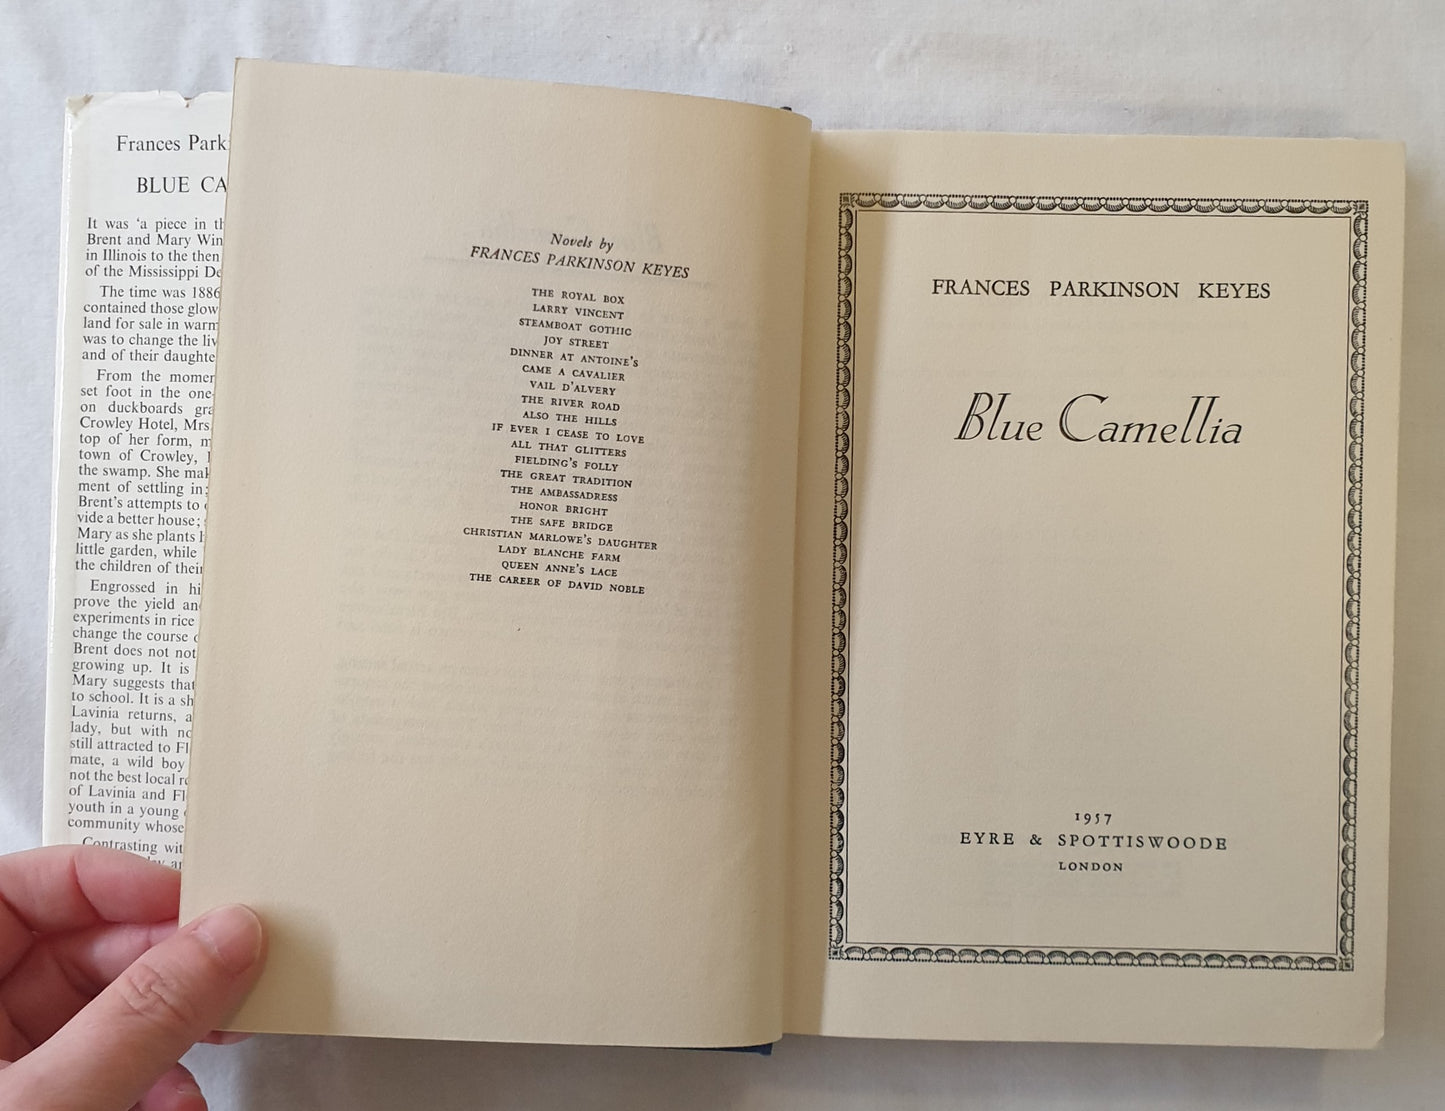 Frances Park
BLUE CA
It was 'a piece in th
Brent and Mary Win
in Illinois to the then
of the Mississippi De
The time was 1886
contained those glow
land for sale in warm
was to change the liv
and of their daughte
From the momen
set foot in the one-
on duckboards gra
Crowley Hotel, Mrs.
top of her form, m
town of Crowley,
the swamp. She mak
ment of settling in;
Brent's attempts to
vide a better house;
Mary as she plants h
little garden, while
the children of their
Engrossed in hi
prove the yield an
experiments in rice
change the course o
Brent does not not
growing up. It is
Mary suggests that
to school. It is a sh
Lavinia returns, a
lady, but with no
still attracted to Fl
mate, a wild boy
not the best local re
of Lavinia and Fl
youth in a young
community whose
Contrasting wit
Novels by
FRANCES PARKINSON KEYES
THE ROYAL BOX
LARRY VINCENT
STEAMBOAT GOTHIC
JOY STREET
DINNER AT ANTOINE'S
CAME A CAVALIER
VAIL D'ALVERY
THE RIVER ROAD
ALSO THE HILLS
IF EVER I CEASE TO LOVE
ALL THAT GLITTERS
FIELDING'S FOLLY
THE GREAT TRADITION
THE AMBASSADRESS
HONOR BRIGHT
THE SAFE BRIDGE
CHRISTIAN MARLOWE'S DAUGHTER
LADY BLANCHE FARM
QUEEN ANNE'S LACE
THE CAREER OF DAVID NOBLE
FRANCES PARKINSON KEYES
Blue Camellia
1957
EYRE & SPOTTISWOODE
LONDON